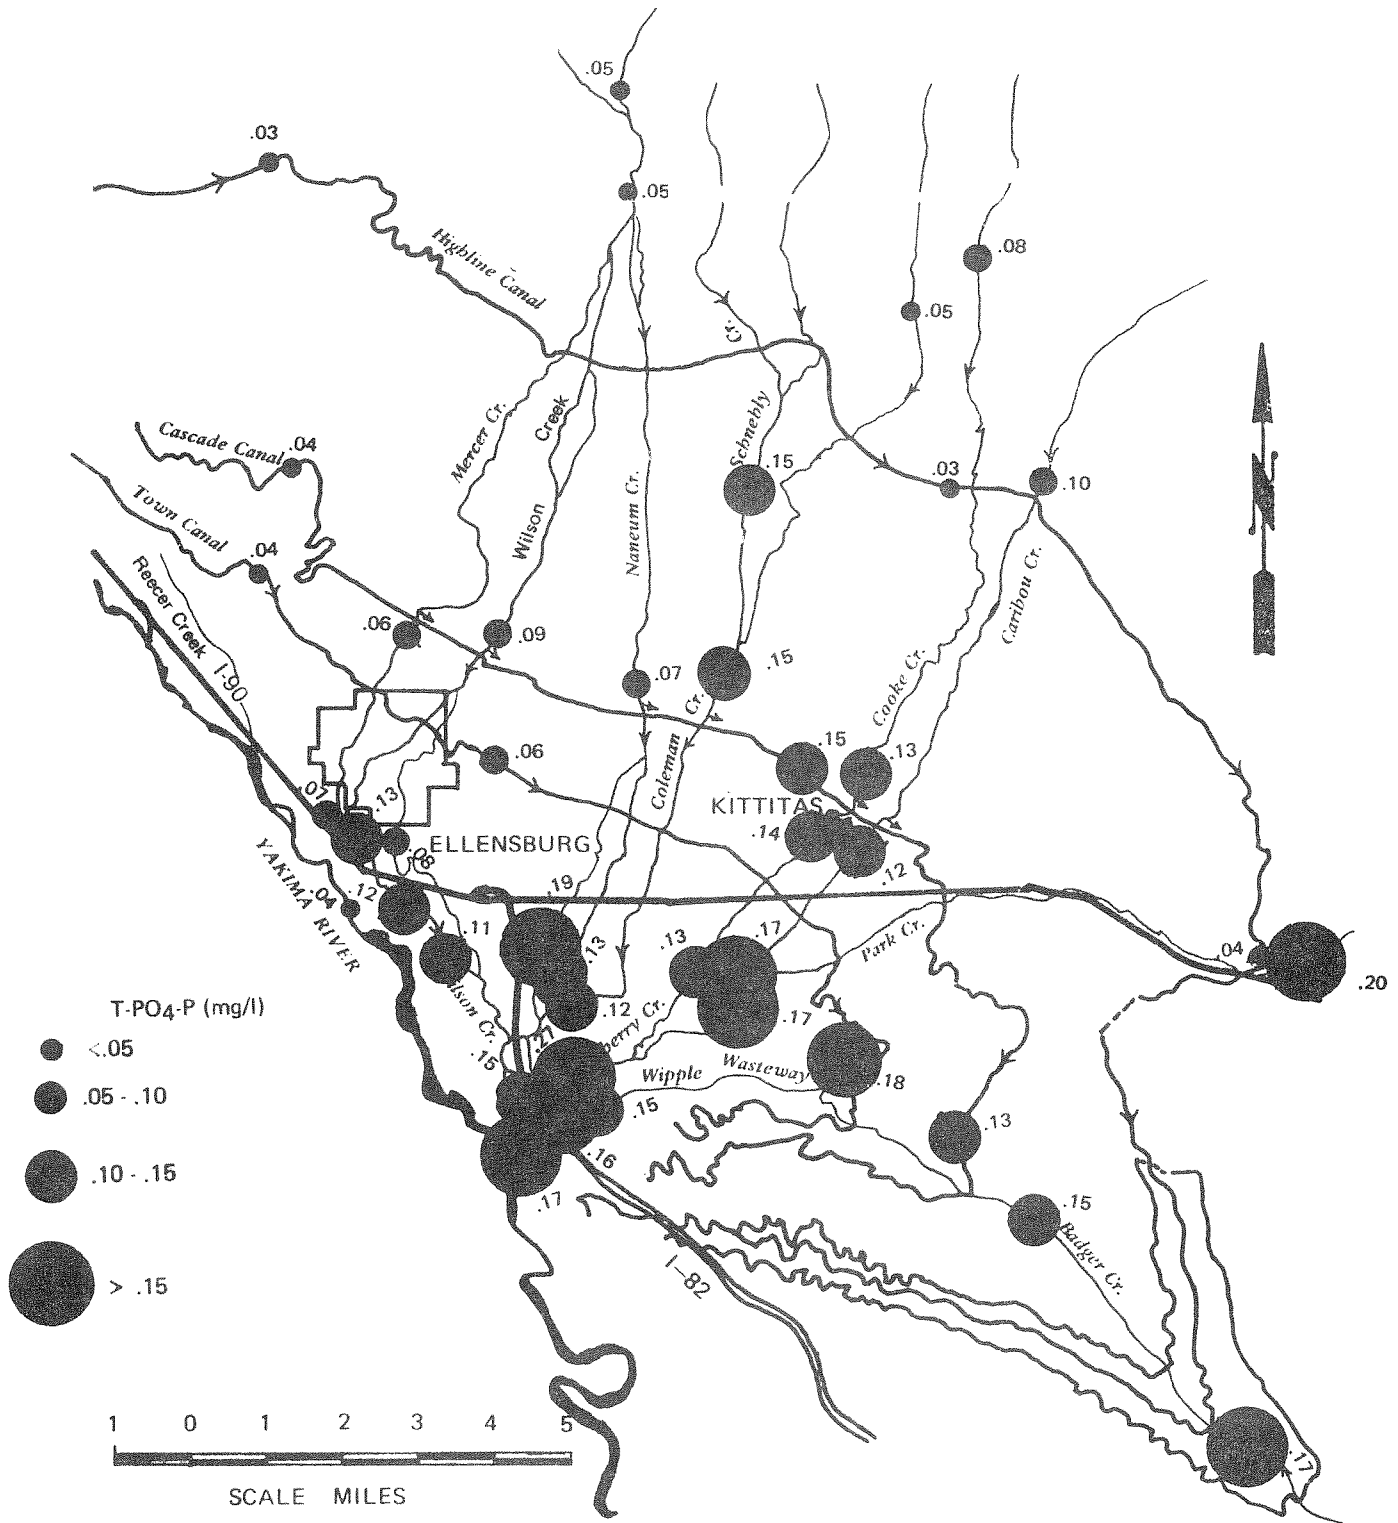 .05
.03
.05
Highline Canal
.08
.05
Cr.
Cascade Canal
.04
Mercer Cr.
Creek
Wilson
Schnebly
.15
.03
.10
Town Canal
.04
Naneum Cr.
Reecer Creek
I-90
Caribou Cr.
.06
.09
.07
.15
Cr.
Coleman
Cooke Cr.
.06
.15
.13
.07
.13
KITTITAS
.14
.12
ELLENSBURG
.08
YAKIMA RIVER
.04
.12
.19
.11
.13
.13
.17
Park Cr.
.04
.20
.12
.17
T-PO4-P (mg/l)
<.05
.05 - .10
.10 - .15
> .15
Cr.
.15
.21
berry Cr.
Wipple Wasteway
.18
.15
.13
.16
.17
.15
Badger Cr.
I-82
.17
1 0 1 2 3 4 5
SCALE MILES